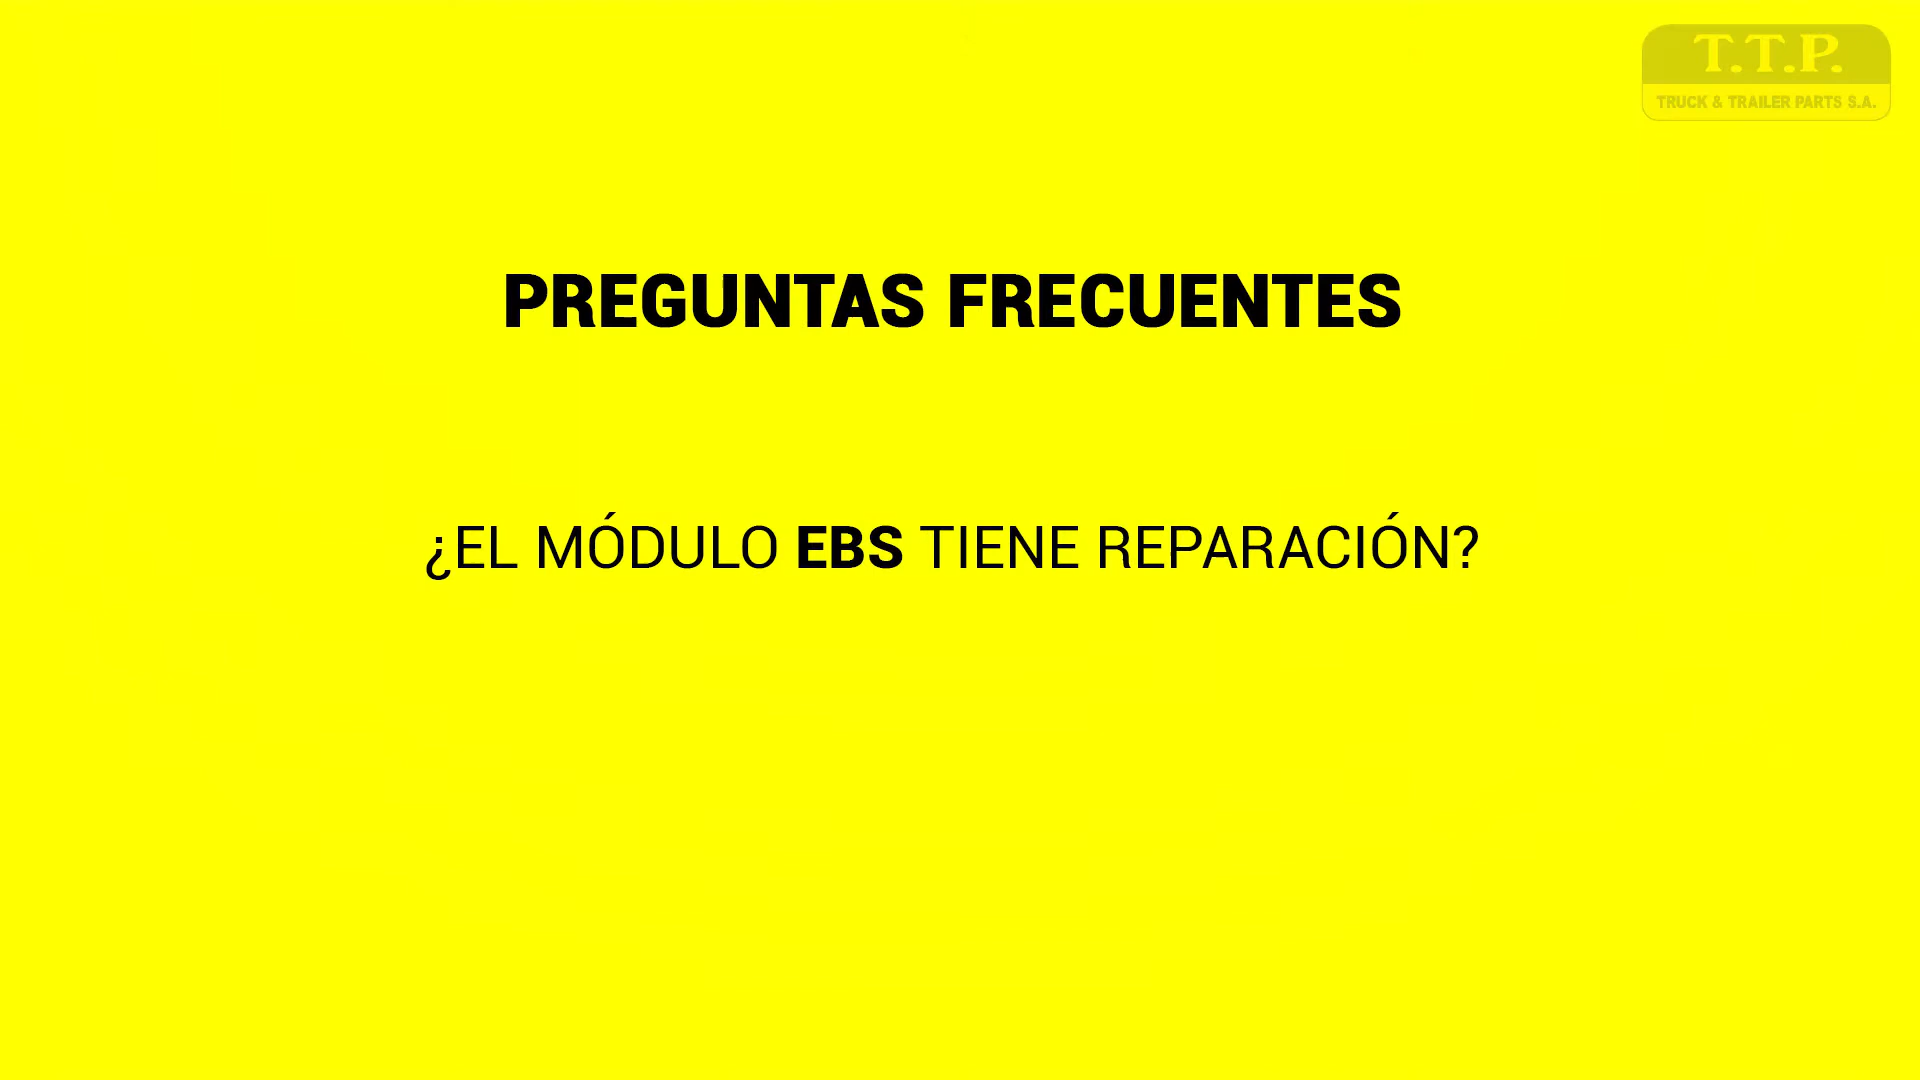 T.T.P.
TRUCK & TRAILER PARTS S.A.
PREGUNTAS FRECUENTES
¿EL MÓDULO EBS TIENE REPARACIÓN?